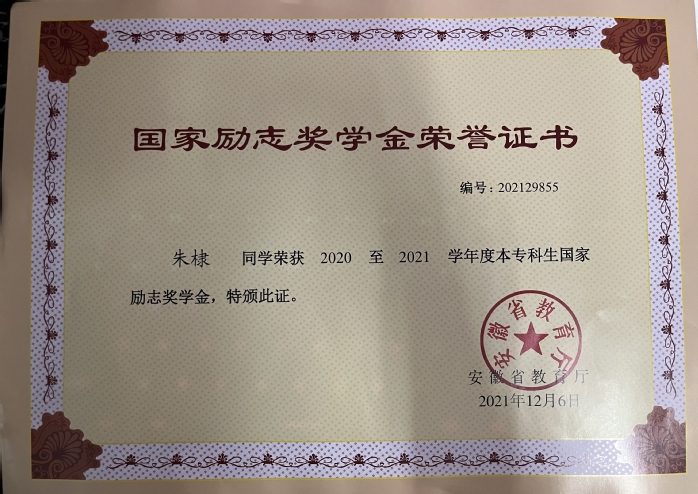 国家励志奖学金荣誉证书
编号：202129855
朱棣 同学荣获 2020 至 2021 学年度本专科生国家
励志奖学金，特颁此证。
安徽省教育厅
安徽省教育厅
2021年12月6日